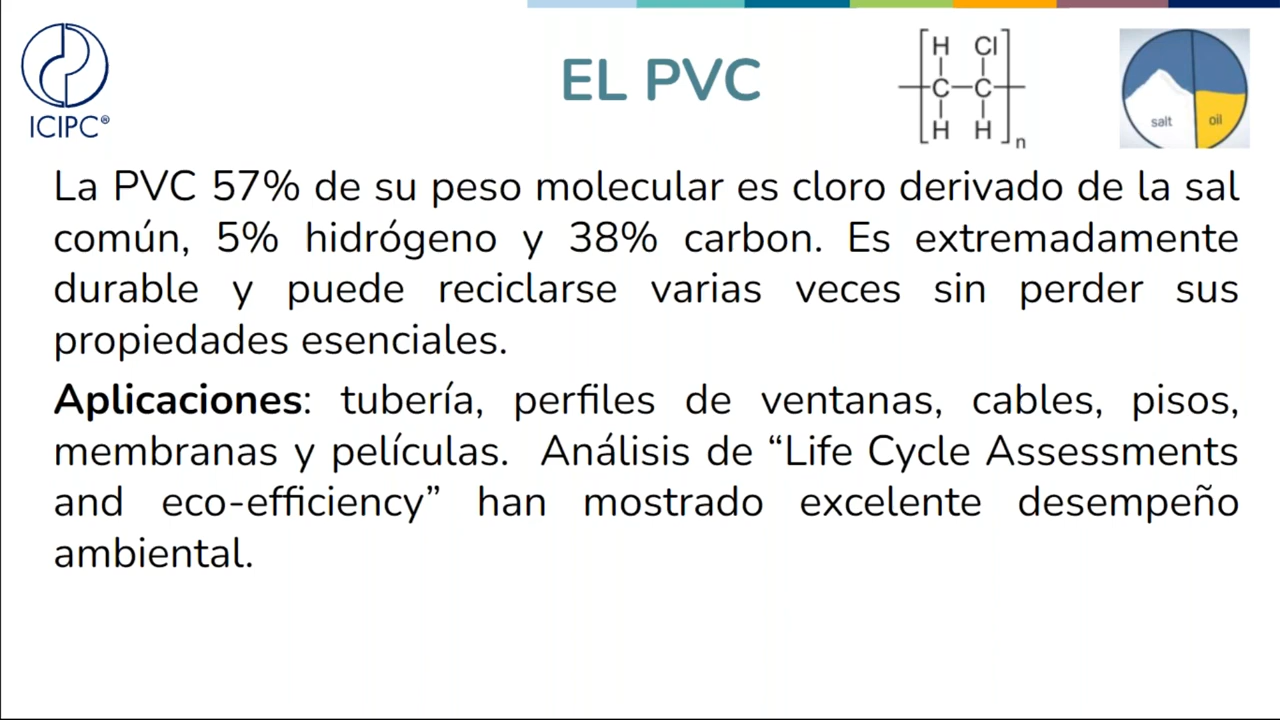 ICIPC®
EL PVC
H Cl
C C
H H
n
salt
oil
La PVC 57% de su peso molecular es cloro derivado de la sal
común, 5% hidrógeno y 38% carbon. Es extremadamente
durable y puede reciclarse varias veces sin perder sus
propiedades esenciales.
Aplicaciones: tubería, perfiles de ventanas, cables, pisos,
membranas y películas. Análisis de “Life Cycle Assessments
and eco-efficiency” han mostrado excelente desempeño
ambiental.